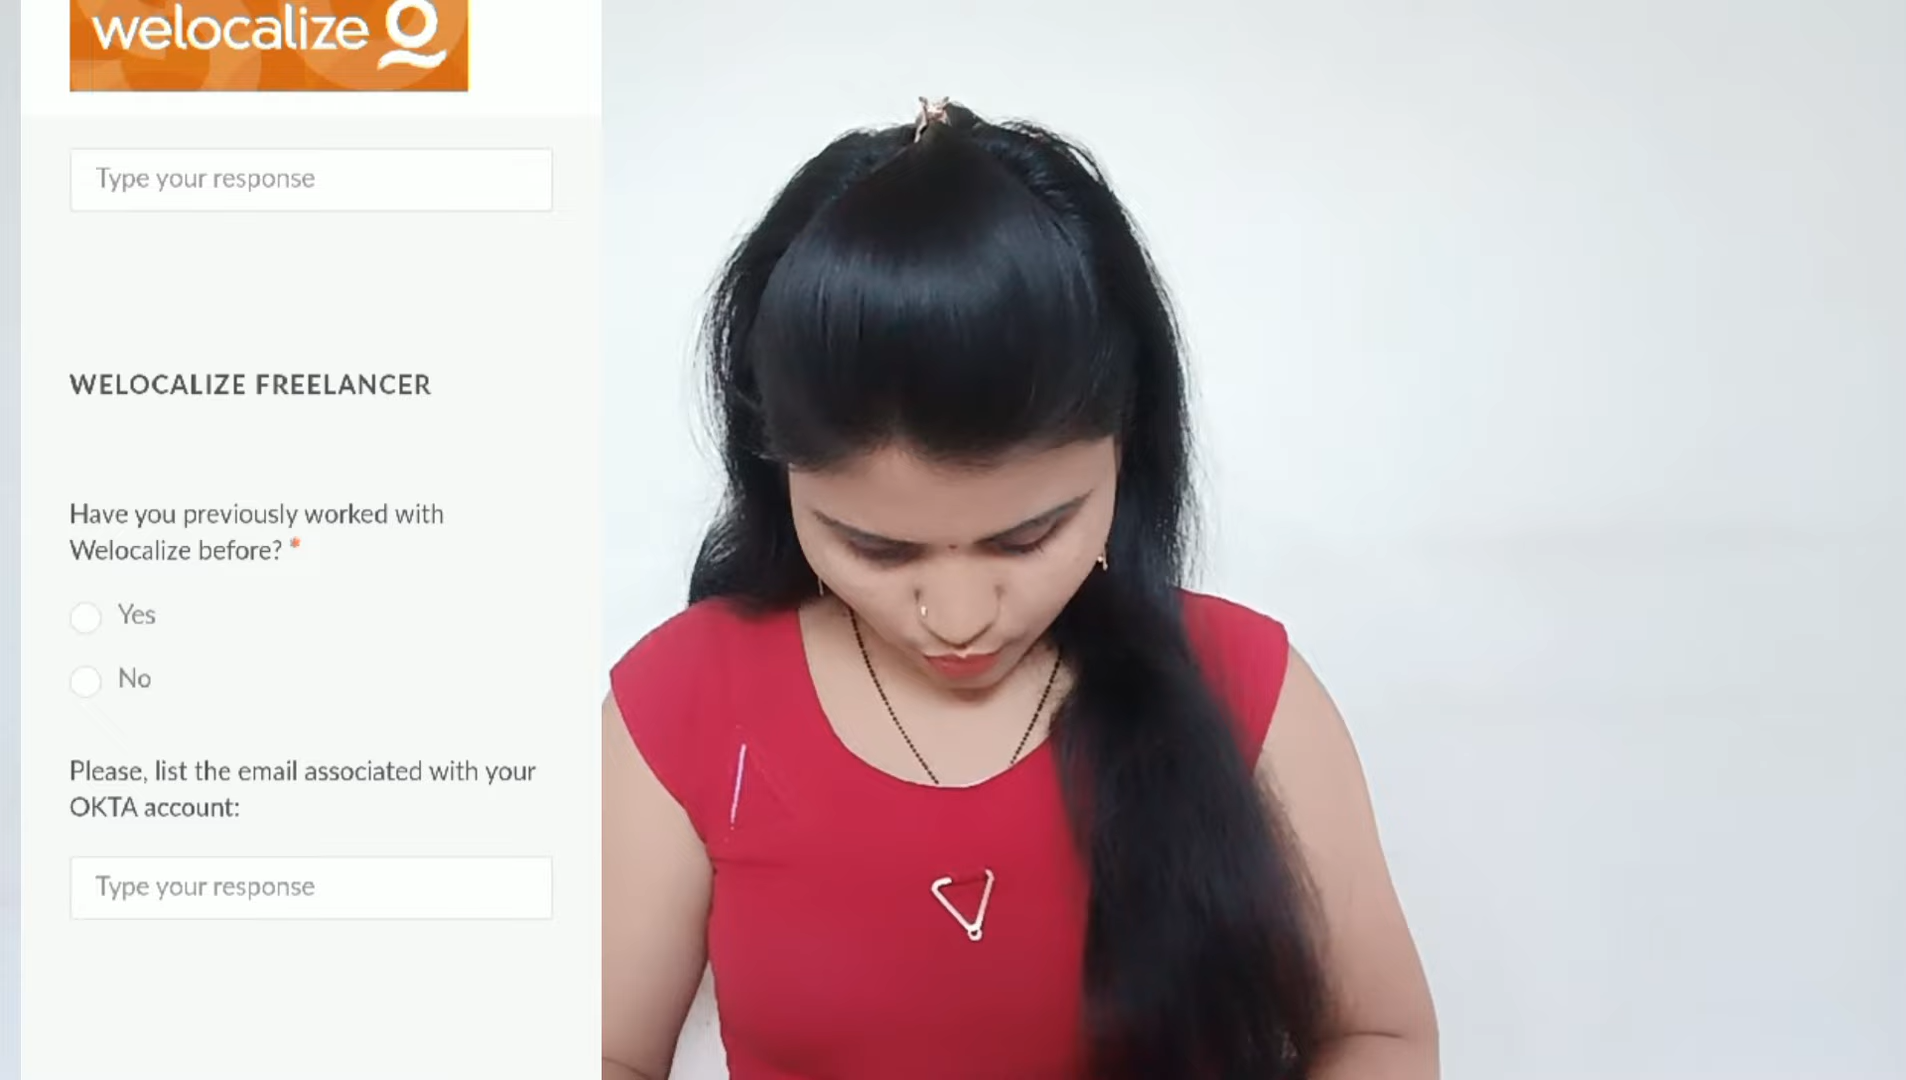 welocalize
Type your response
WELOCALIZE FREELANCER
Have you previously worked with
Welocalize before? *
Yes
No
Please, list the email associated with your
OKTA account:
Type your response